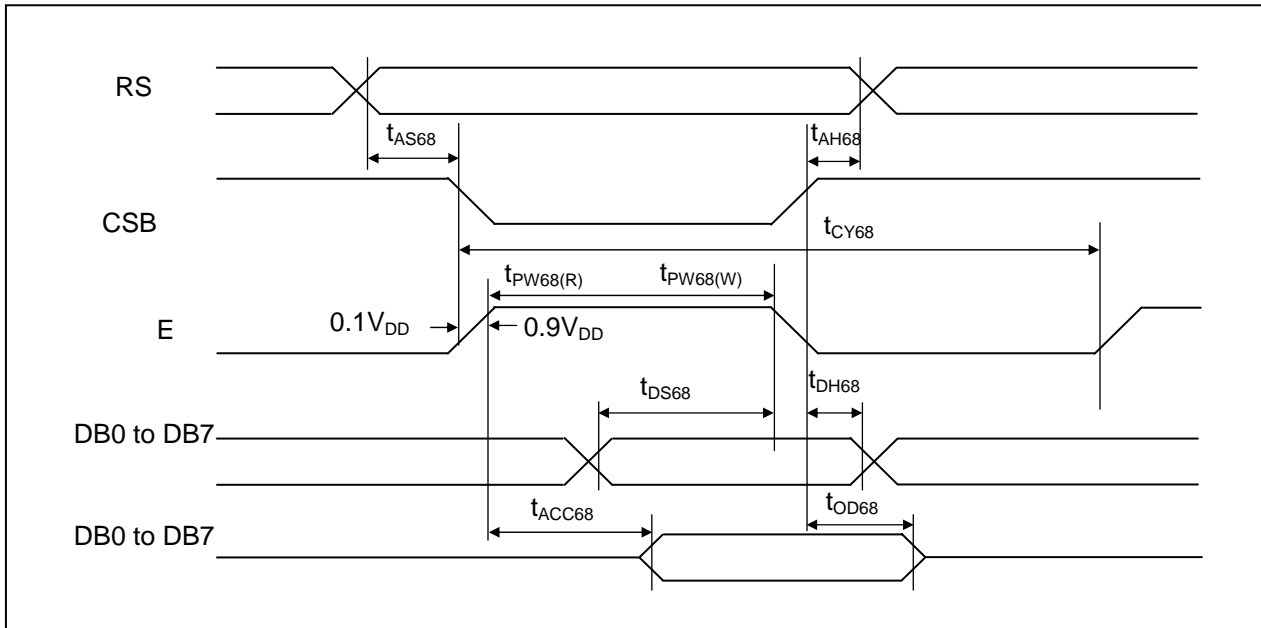 RS
tAS68
tAH68
CSB
tCY68
tPW68(R) tPW68(W)
E
0.1VDD
0.9VDD
tDS68
tDH68
DB0 to DB7
tACC68
tOD68
DB0 to DB7